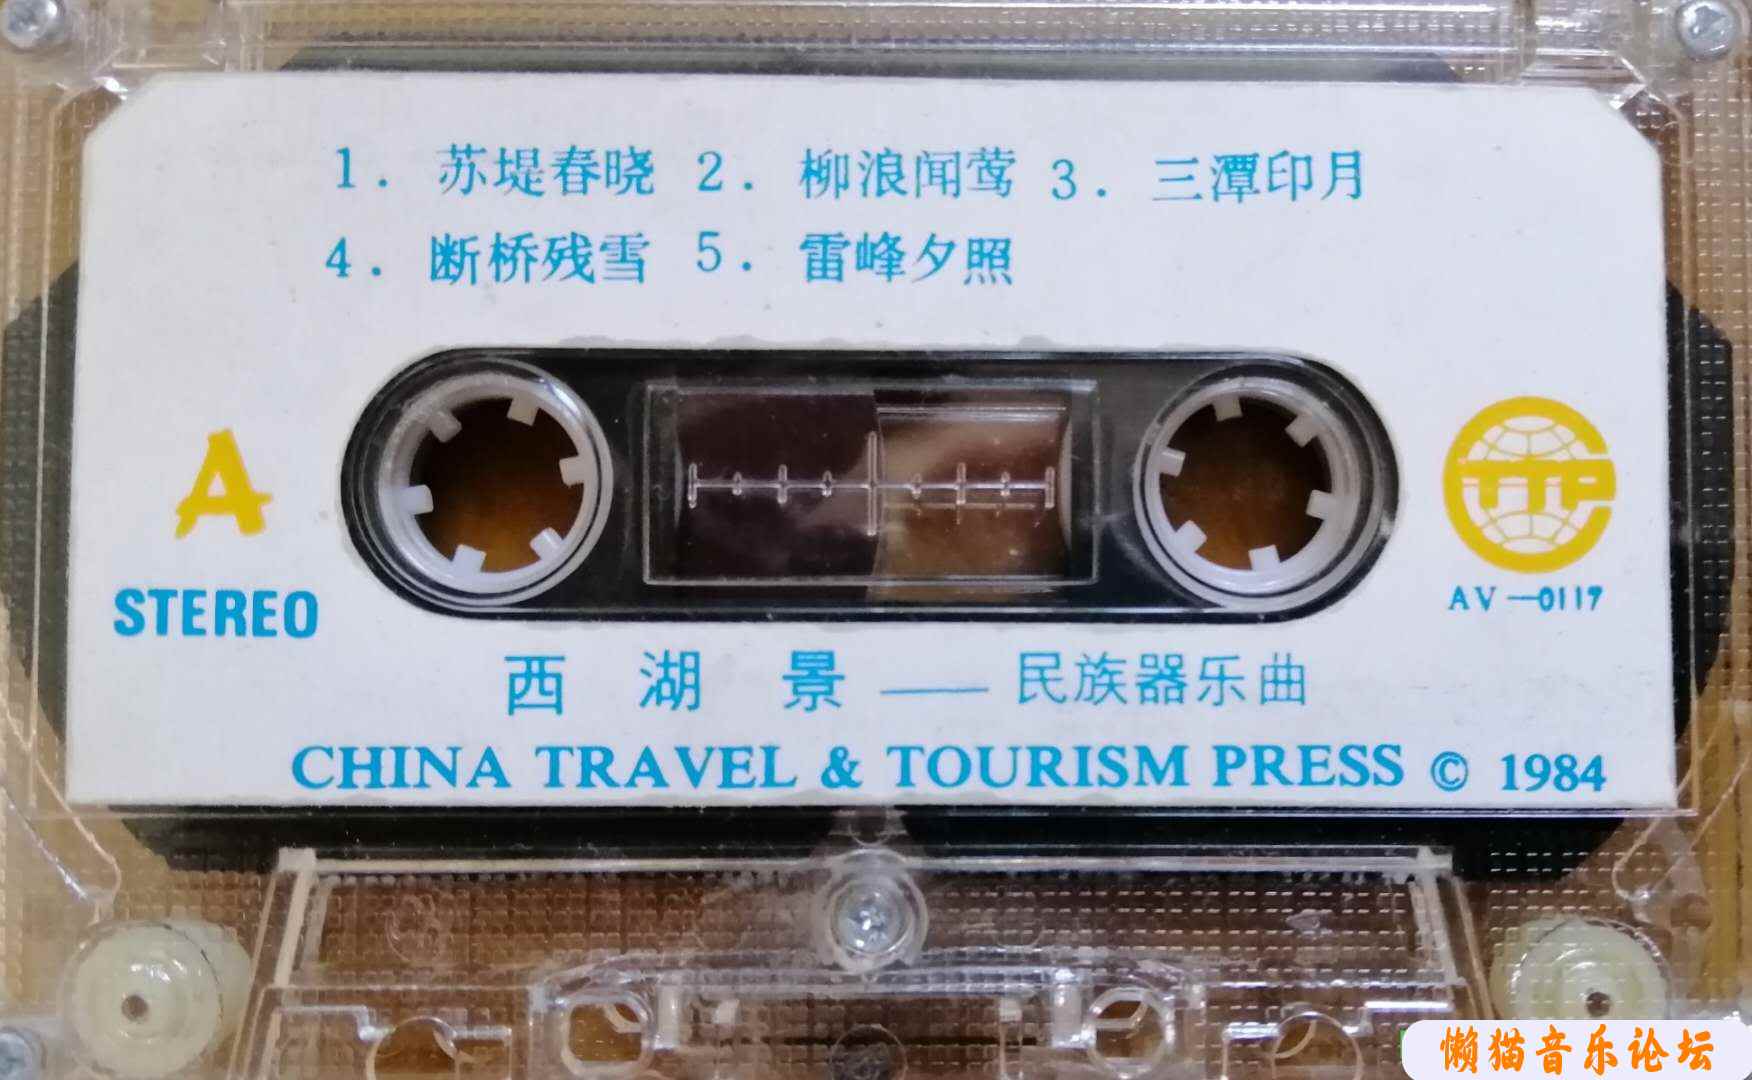 1. 苏堤春晓 2. 柳浪闻莺 3. 三潭印月
4. 断桥残雪 5. 雷峰夕照
A
STEREO
CTTP
AV—0117
西湖景——民族器乐曲
CHINA TRAVEL & TOURISM PRESS © 1984
懒猫音乐论坛